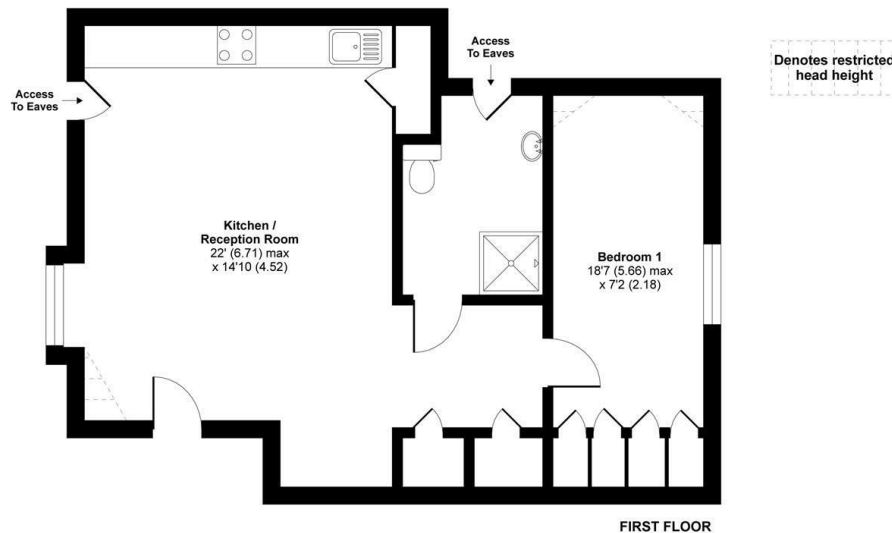 Access
To Eaves
Denotes restricted
head height
Access
To Eaves
Kitchen /
Reception Room
22' (6.71) max
x 14'10 (4.52)
Bedroom 1
18'7 (5.66) max
x 7'2 (2.18)
FIRST FLOOR